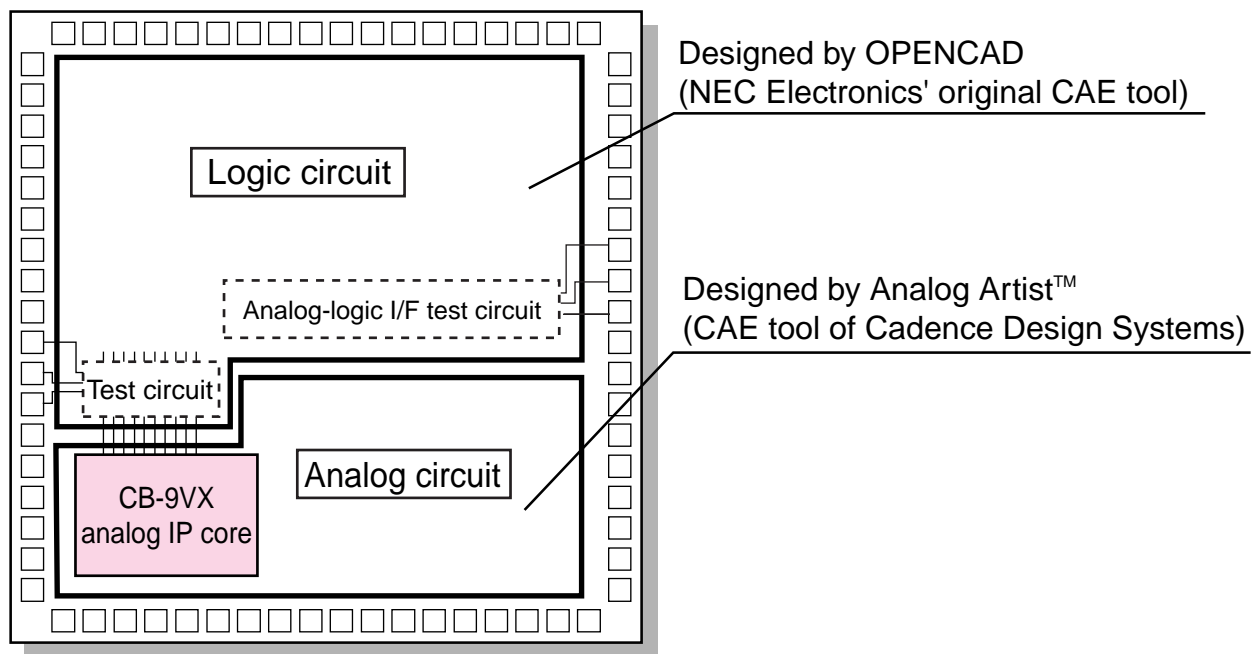 Designed by OPENCAD
(NEC Electronics' original CAE tool)
Logic circuit
Analog-logic I/F test circuit
Designed by Analog Artist™
(CAE tool of Cadence Design Systems)
Test circuit
Analog circuit
CB-9VX
analog IP core